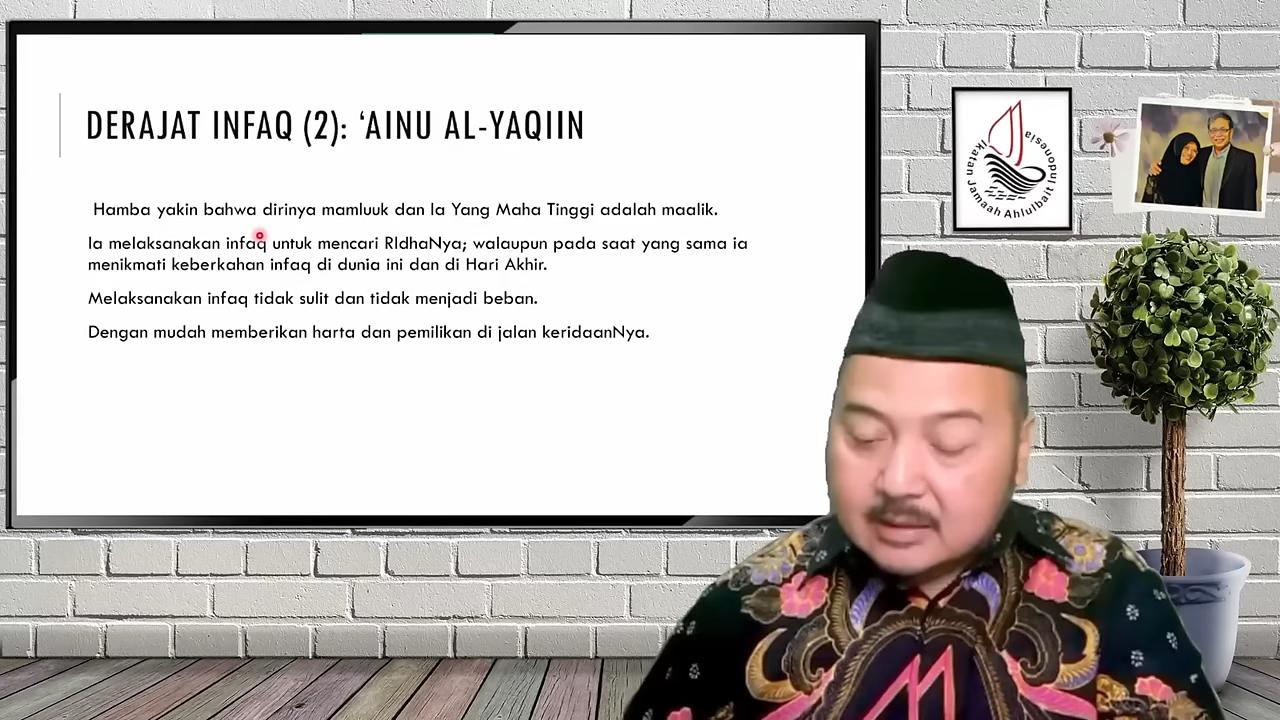 DERAJAT INFAQ (2): ‘AINU AL-YAQIIN
Hamba yakin bahwa dirinya mamluuk dan Ia Yang Maha Tinggi adalah maalik.
Ia melaksanakan infaq untuk mencari RIdhaNya; walaupun pada saat yang sama ia
menikmati keberkahan infaq di dunia ini dan di Hari Akhir.
Melaksanakan infaq tidak sulit dan tidak menjadi beban.
Dengan mudah memberikan harta dan pemilikan di jalan keridaanNya.
Ikatan Jamaah Ahlulbait Indonesia